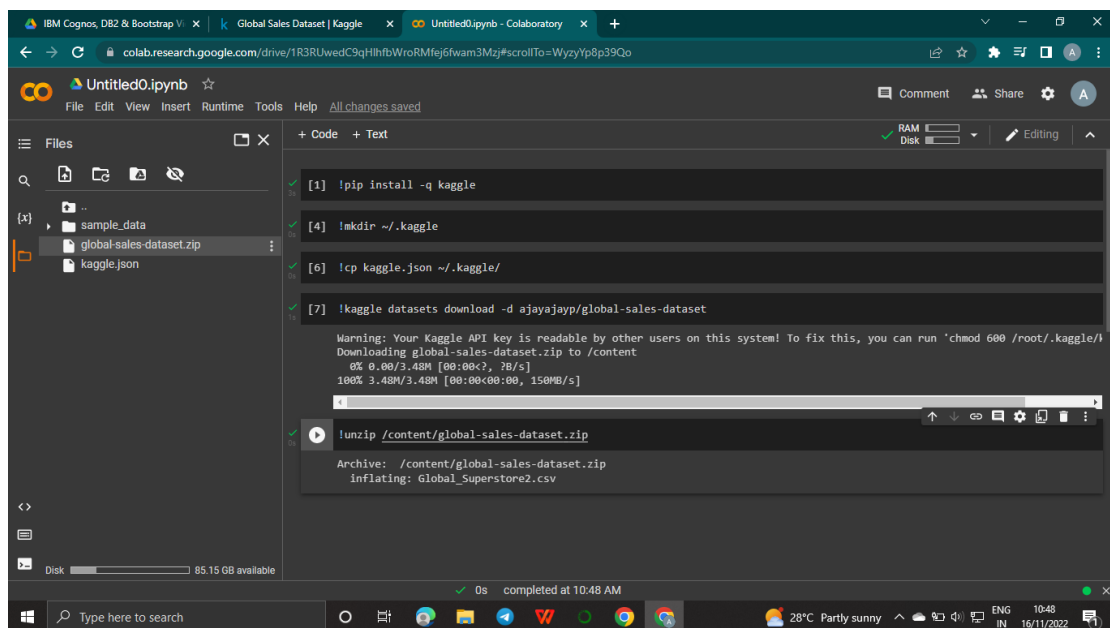 IBM Cognos, DB2 & Bootstrap Vi
Global Sales Dataset | Kaggle
Untitled0.ipynb - Colaboratory
colab.research.google.com/drive/1R3RUwedC9qHlhfbWroRMfej6fwam3Mzj#scrollTo=WyzyYp8p39Qo
A
Untitled0.ipynb
File Edit View Insert Runtime Tools Help All changes saved
Comment Share A
Files
+ Code + Text
RAM
Disk
Editing
..
sample_data
global-sales-dataset.zip
kaggle.json
{x}
[1] !pip install -q kaggle
2s
[4] !mkdir ~/.kaggle
0s
[6] !cp kaggle.json ~/.kaggle/
0s
[7] !kaggle datasets download -d ajayajayp/global-sales-dataset
1s
Warning: Your Kaggle API key is readable by other users on this system! To fix this, you can run 'chmod 600 /root/.kaggle/k
Downloading global-sales-dataset.zip to /content
0% 0.00/3.48M [00:00<?, ?B/s]
100% 3.48M/3.48M [00:00<00:00, 150MB/s]
!unzip /content/global-sales-dataset.zip
0s
Archive: /content/global-sales-dataset.zip
inflating: Global_Superstore2.csv
Disk 85.15 GB available
0s completed at 10:48 AM
Type here to search
28°C Partly sunny
ENG
IN
10:48
16/11/2022